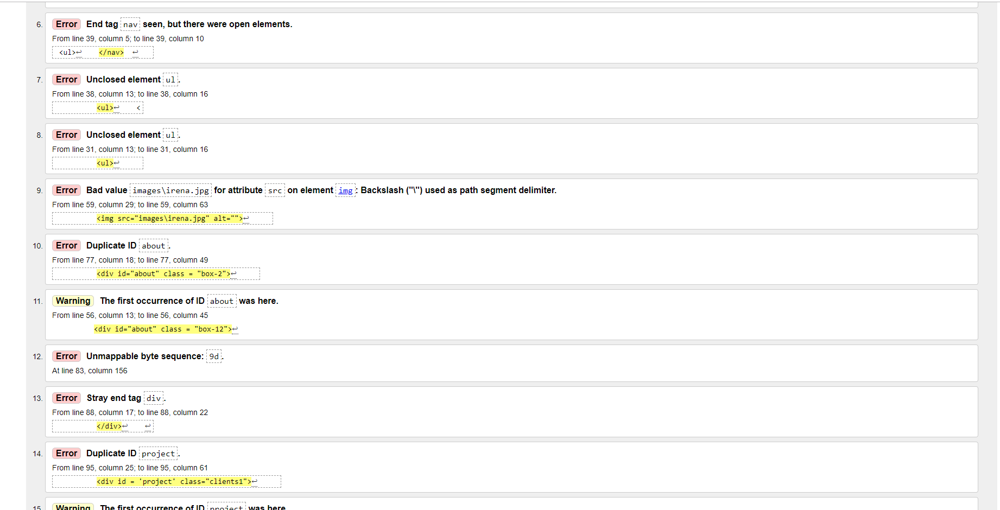 6. Error End tag nav seen, but there were open elements.
From line 39, column 5; to line 39, column 10
<ul>↩ </nav> ↩
7. Error Unclosed element ul.
From line 38, column 13; to line 38, column 16
<ul>↩ <
8. Error Unclosed element ul.
From line 31, column 13; to line 31, column 16
<ul>↩
9. Error Bad value images\irena.jpg for attribute src on element img: Backslash ("\") used as path segment delimiter.
From line 59, column 29; to line 59, column 63
<img src="images\irena.jpg" alt="">↩
10. Error Duplicate ID about.
From line 77, column 18; to line 77, column 49
<div id="about" class = "box-2">↩
11. Warning The first occurrence of ID about was here.
From line 56, column 13; to line 56, column 45
<div id="about" class = "box-12">↩
12. Error Unmappable byte sequence: 9d.
At line 83, column 156
13. Error Stray end tag div.
From line 88, column 17; to line 88, column 22
</div>↩ ↩
14. Error Duplicate ID project.
From line 95, column 25; to line 95, column 61
<div id = 'project' class="clients1">↩
15. Warning The first occurrence of ID project was here.